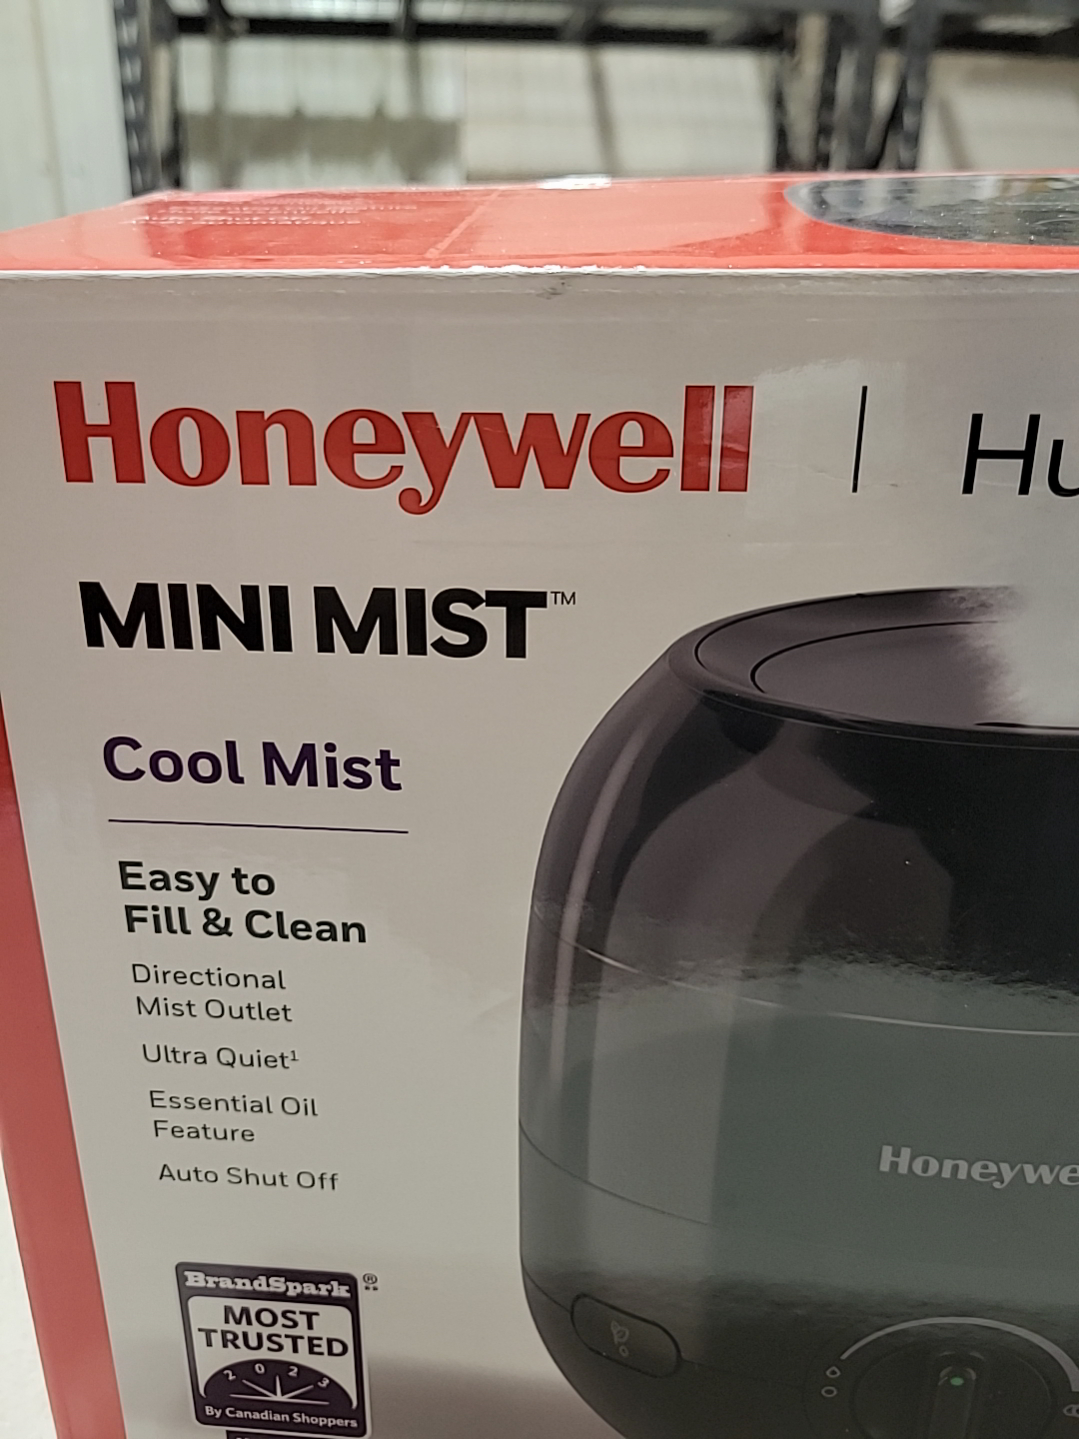 Honeywell | Hu
MINI MIST™
Cool Mist
Easy to
Fill & Clean
Directional
Mist Outlet
Ultra Quiet¹
Essential Oil
Feature
Auto Shut Off
Honeywe
BrandSpark®
MOST
TRUSTED
2023
By Canadian Shoppers